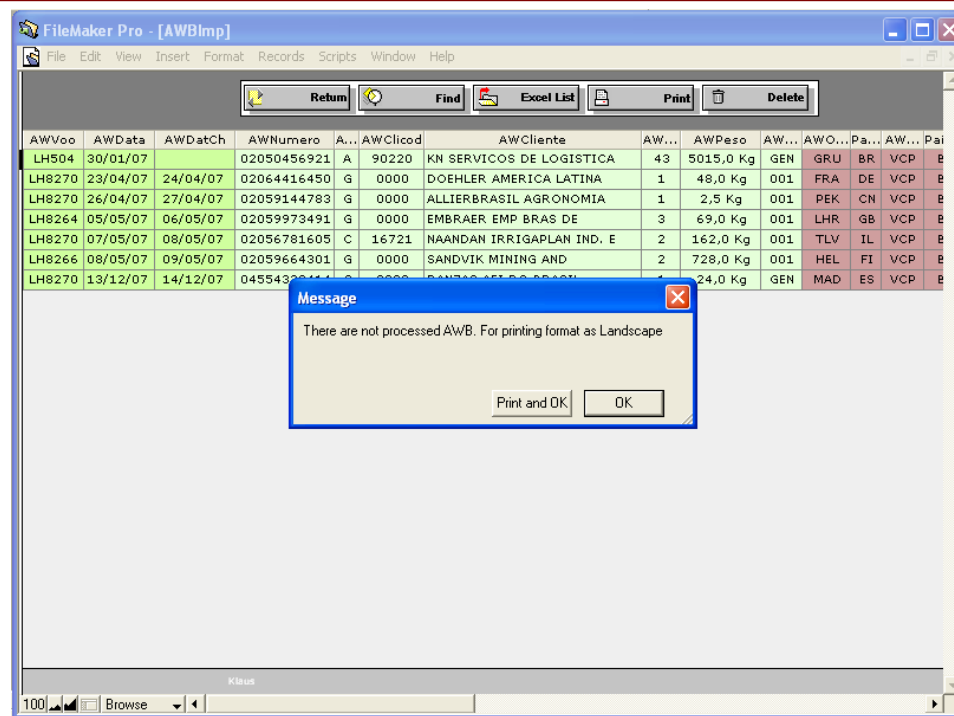 FileMaker Pro - [AWBImp]
File Edit View Insert Format Records Scripts Window Help
Return Find Excel List Print Delete
AWVoo AWData AWDatCh AWNumero A... AWClicod AWCliente AW... AWPeso AW... AWO... Pa... AW... Pai
LH504 30/01/07 02050456921 A 90220 KN SERVICOS DE LOGISTICA 43 5015,0 Kg GEN GRU BR VCP
LH8270 23/04/07 24/04/07 02064416450 G 0000 DOEHLER AMERICA LATINA 1 48,0 Kg 001 FRA DE VCP
LH8270 26/04/07 27/04/07 02059144783 G 0000 ALLIERBRASIL AGRONOMIA 1 2,5 Kg 001 PEK CN VCP
LH8264 05/05/07 06/05/07 02059973491 G 0000 EMBRAER EMP BRAS DE 3 69,0 Kg 001 LHR GB VCP
LH8270 07/05/07 08/05/07 02056781605 C 16721 NAANDAN IRRIGAPLAN IND. E 2 162,0 Kg 001 TLV IL VCP
LH8266 08/05/07 09/05/07 02059664301 G 0000 SANDVIK MINING AND 2 728,0 Kg 001 HEL FI VCP
LH8270 13/12/07 14/12/07 24,0 Kg GEN MAD ES VCP
Message
There are not processed AWB. For printing format as Landscape
Print and OK OK
Klaus
100 Browse